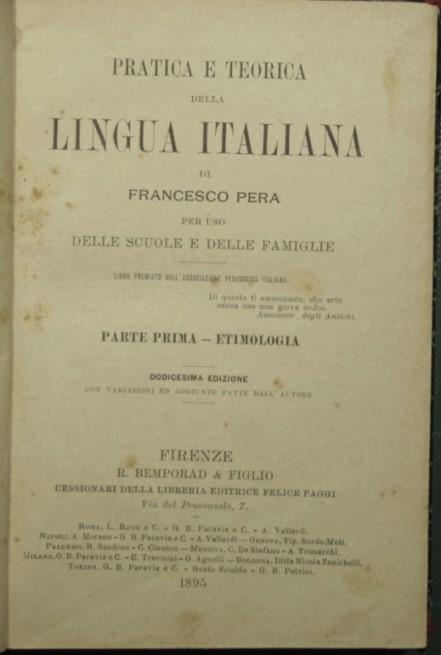 PRATICA E TEORICA
DELLA
LINGUA ITALIANA
DI
FRANCESCO PERA
PER USO
DELLE SCUOLE E DELLE FAMIGLIE
LIBRO PREMIATO DALL'ASSOCIAZIONE PEDAGOGICA ITALIANA.
Di questo ti ammonisco, che arte
senza uso non giova molto.
Ammaestr. degli Antichi.
PARTE PRIMA — ETIMOLOGIA
DODICESIMA EDIZIONE
CON VARIAZIONI ED AGGIUNTE FATTE DALL'AUTORE
FIRENZE
R. BEMPORAD & FIGLIO
CESSIONARI DELLA LIBRERIA EDITRICE FELICE PAGGI
Via del Proconsolo, 7,
ROMA, L. Roux e C. - G. B. Paravia e C. - A. Vallardi.
NAPOLI, A. Morano - G. B. Paravia e C. - A. Vallardi — GENOVA, Tip. Sordo-Muti.
PALERMO, R. Sandron - C. Clausen — MESSINA, C. De Stefano - A. Trimarchi.
MILANO, G. B. Paravia e C. - E. Trevisini - G. Agnelli — BOLOGNA, Ditta Nicola Zanichelli.
TORINO, G. B. Paravia e C. - Grato Scioldo - G. B. Petrini.
1895